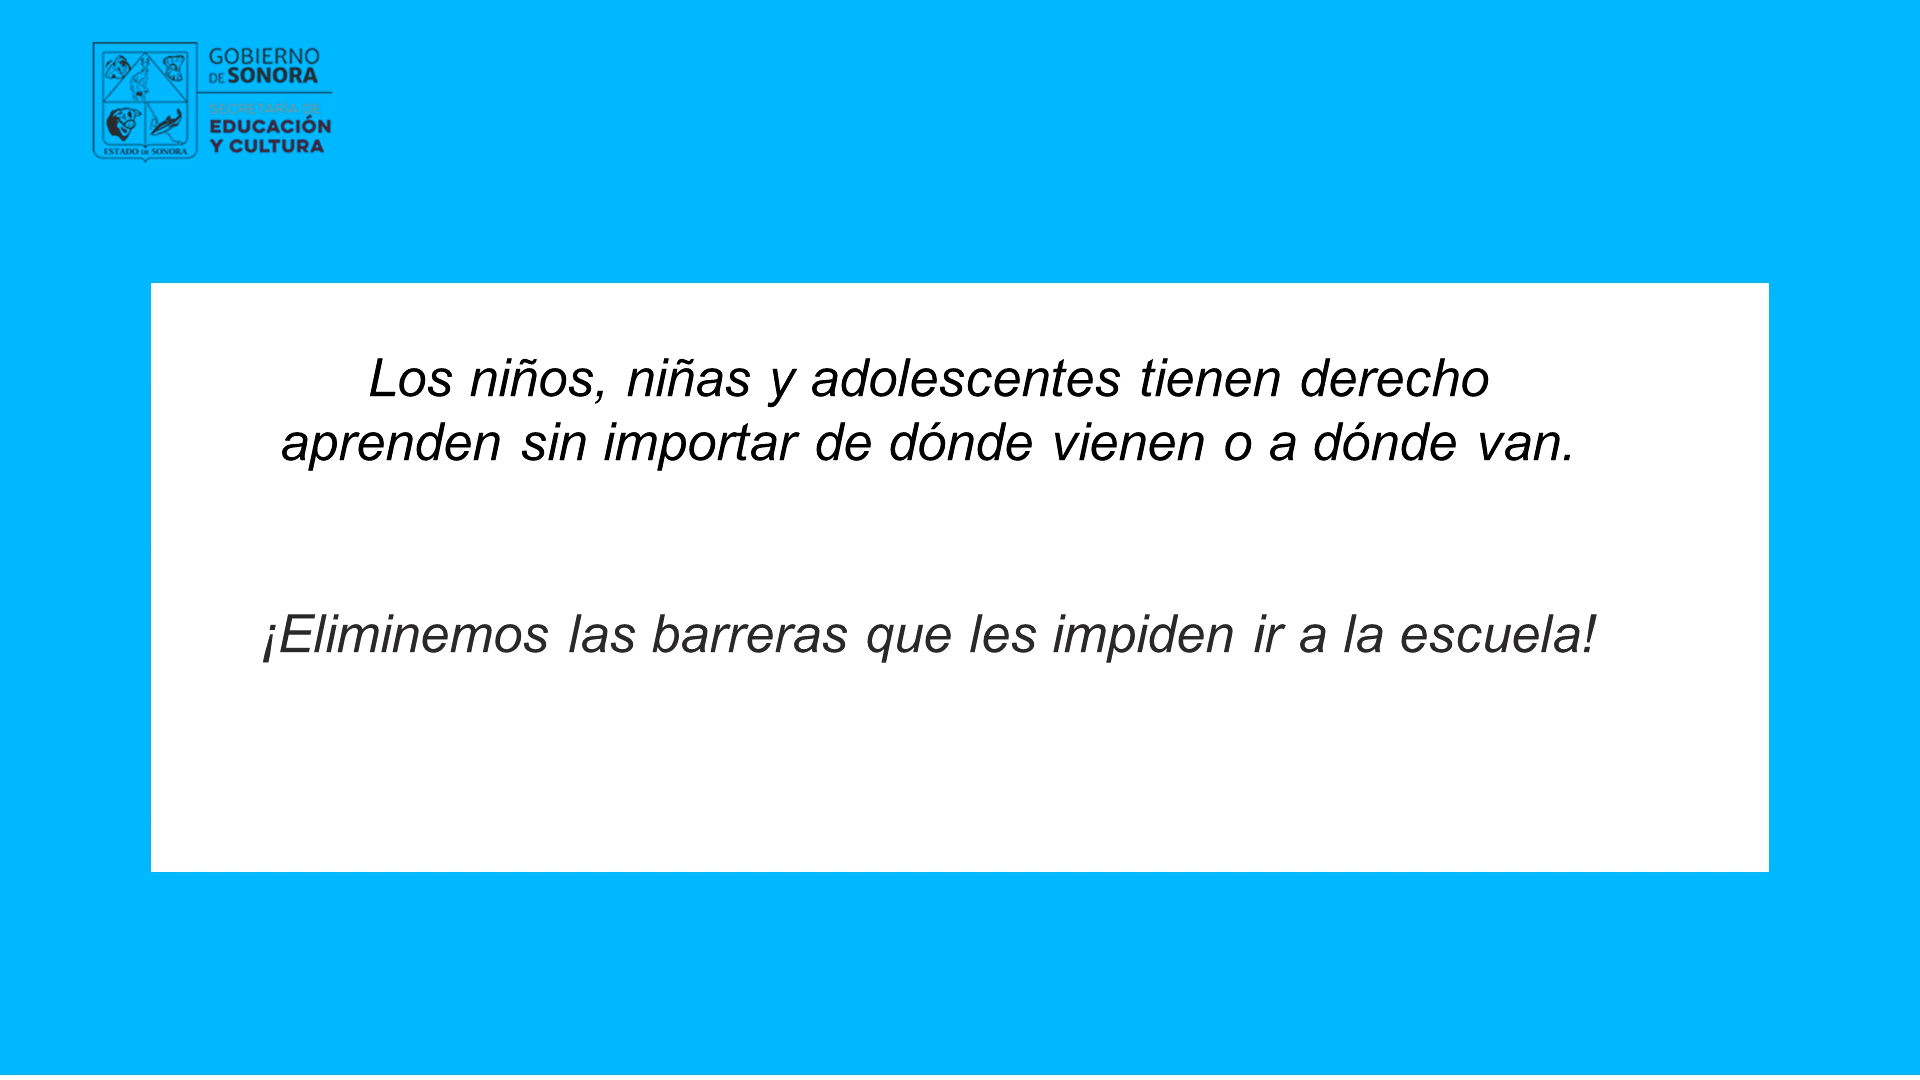 GOBIERNO
DE SONORA
SECRETARÍA DE
EDUCACIÓN
Y CULTURA
ESTADO DE SONORA
Los niños, niñas y adolescentes tienen derecho
aprenden sin importar de dónde vienen o a dónde van.
¡Eliminemos las barreras que les impiden ir a la escuela!